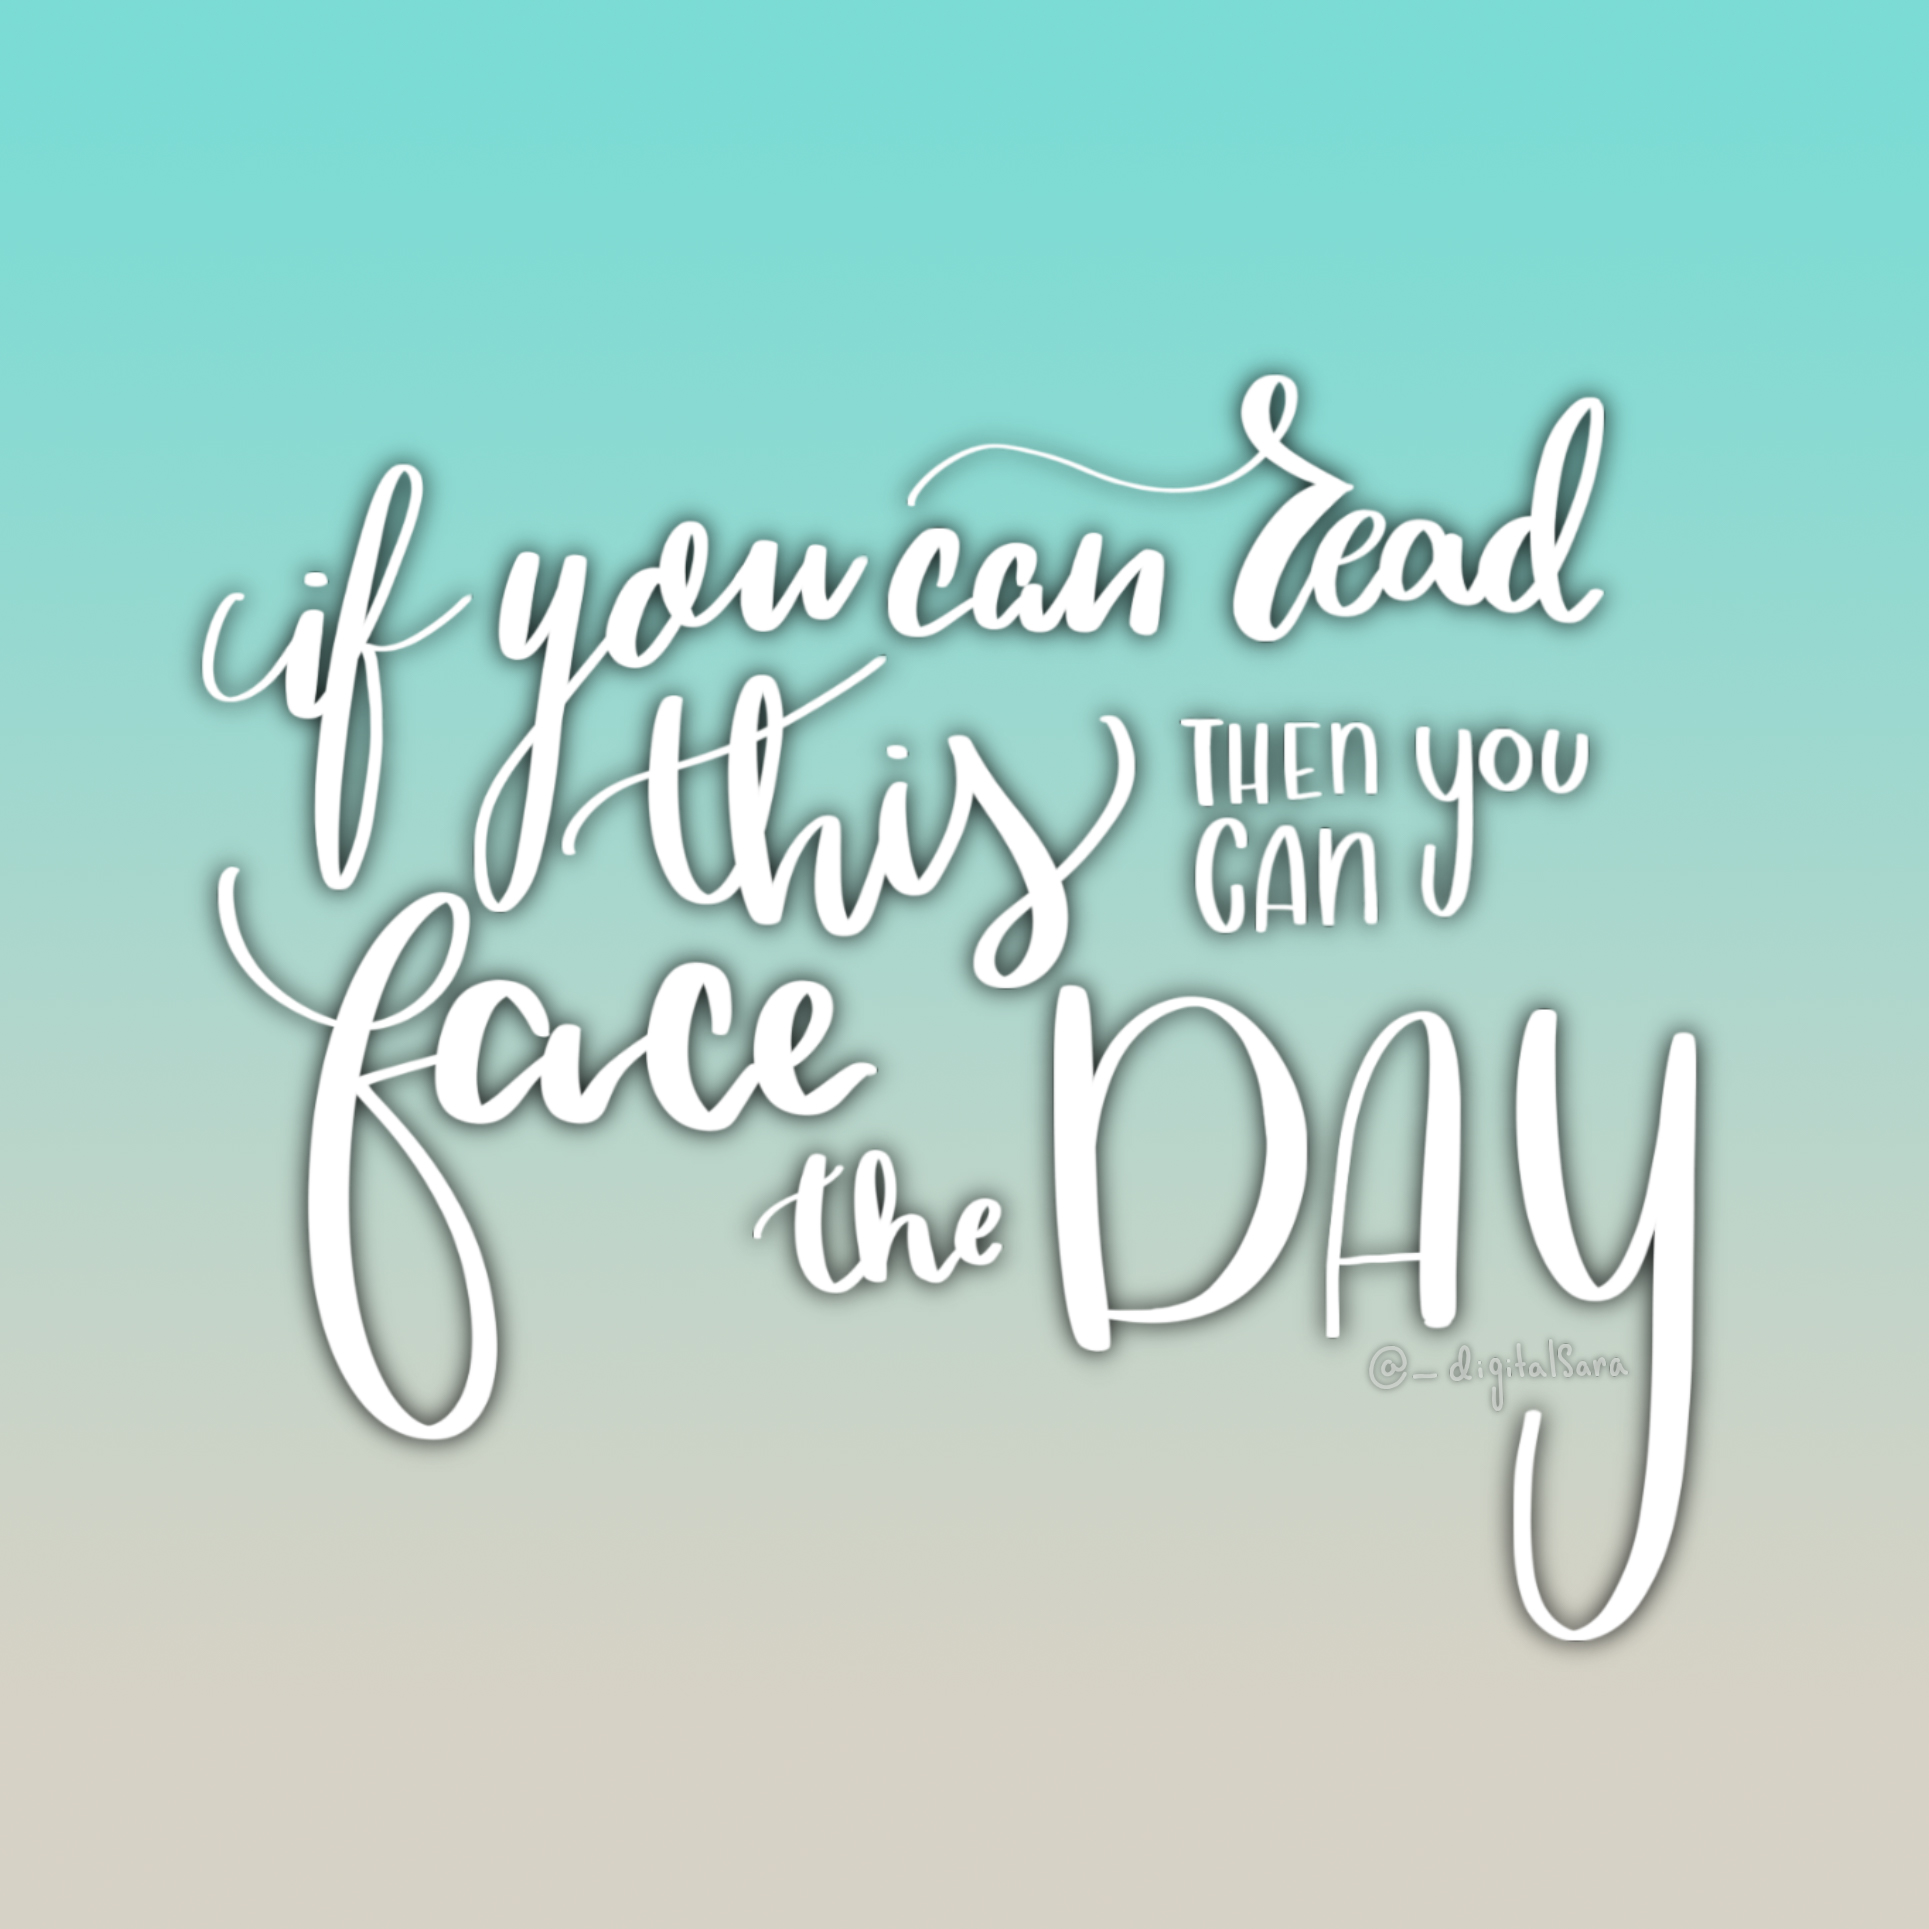 if you can read
this THEN you
CAN
face
the DAY
@_digitalSara